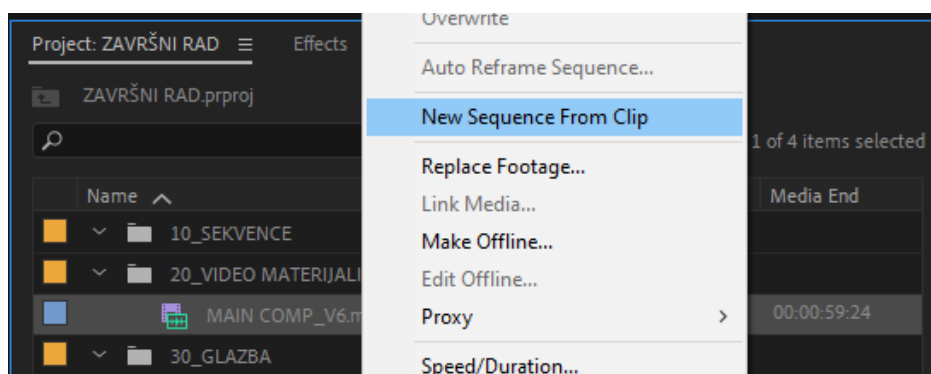 Overwrite
Project: ZAVRŠNI RAD Effects
Auto Reframe Sequence...
ZAVRŠNI RAD.prproj
New Sequence From Clip
1 of 4 items selected
Replace Footage...
Name Media End
Link Media...
10_SEKVENCE
Make Offline...
20_VIDEO MATERIJALI
Edit Offline...
MAIN COMP_V6.m
Proxy
00:00:59:24
30_GLAZBA
Speed/Duration...